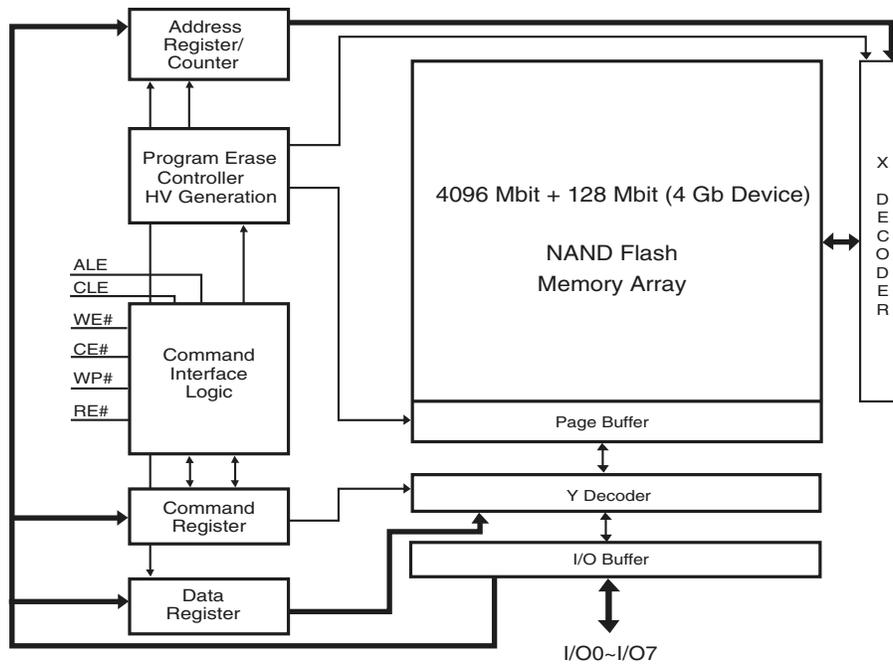 Address
Register/
Counter
Program Erase
Controller
HV Generation
ALE
CLE
WE#
CE#
WP#
RE#
Command
Interface
Logic
Command
Register
Data
Register
4096 Mbit + 128 Mbit (4 Gb Device)
NAND Flash
Memory Array
X
D
E
C
O
D
E
R
Page Buffer
Y Decoder
I/O Buffer
I/O0~I/O7